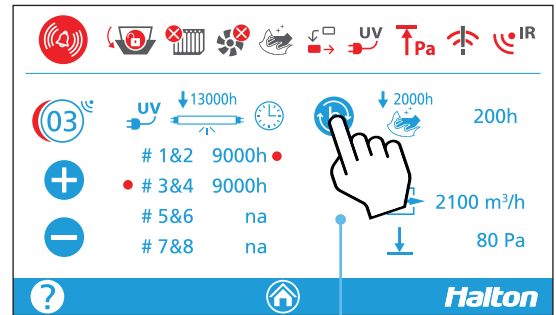 UV Pa IR
03 UV 13000h 2000h 200h
# 1&2 9000h
# 3&4 9000h
# 5&6 na
# 7&8 na
2100 m³/h
80 Pa
? Halton